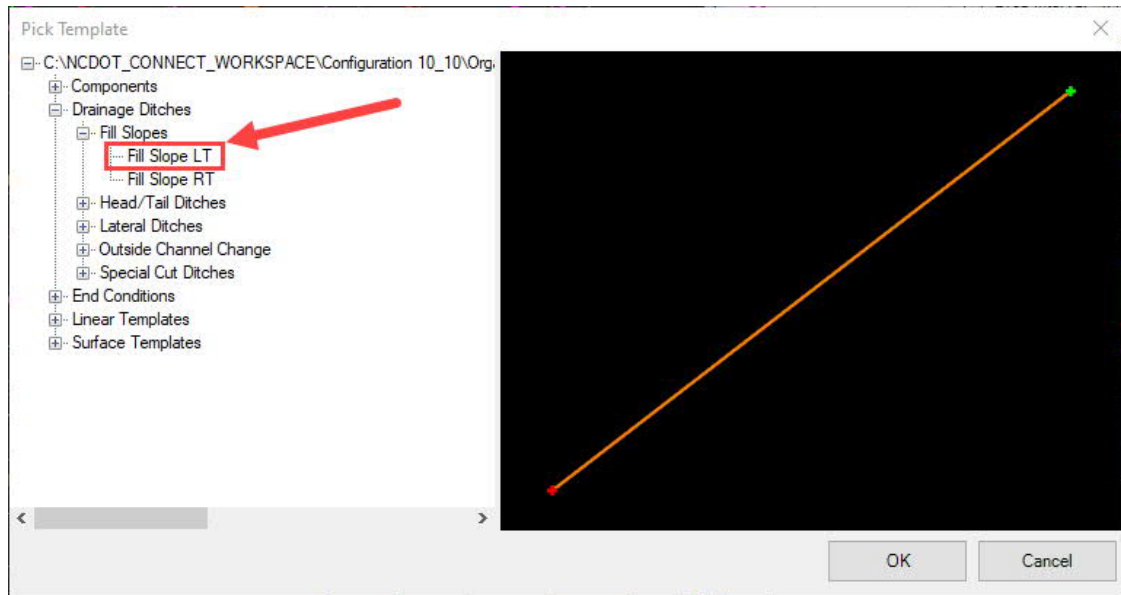 Pick Template
C:\NCDOT_CONNECT_WORKSPACE\Configuration 10_10\Orga
Components
Drainage Ditches
Fill Slopes
Fill Slope LT
Fill Slope RT
Head/Tail Ditches
Lateral Ditches
Outside Channel Change
Special Cut Ditches
End Conditions
Linear Templates
Surface Templates
OK
Cancel